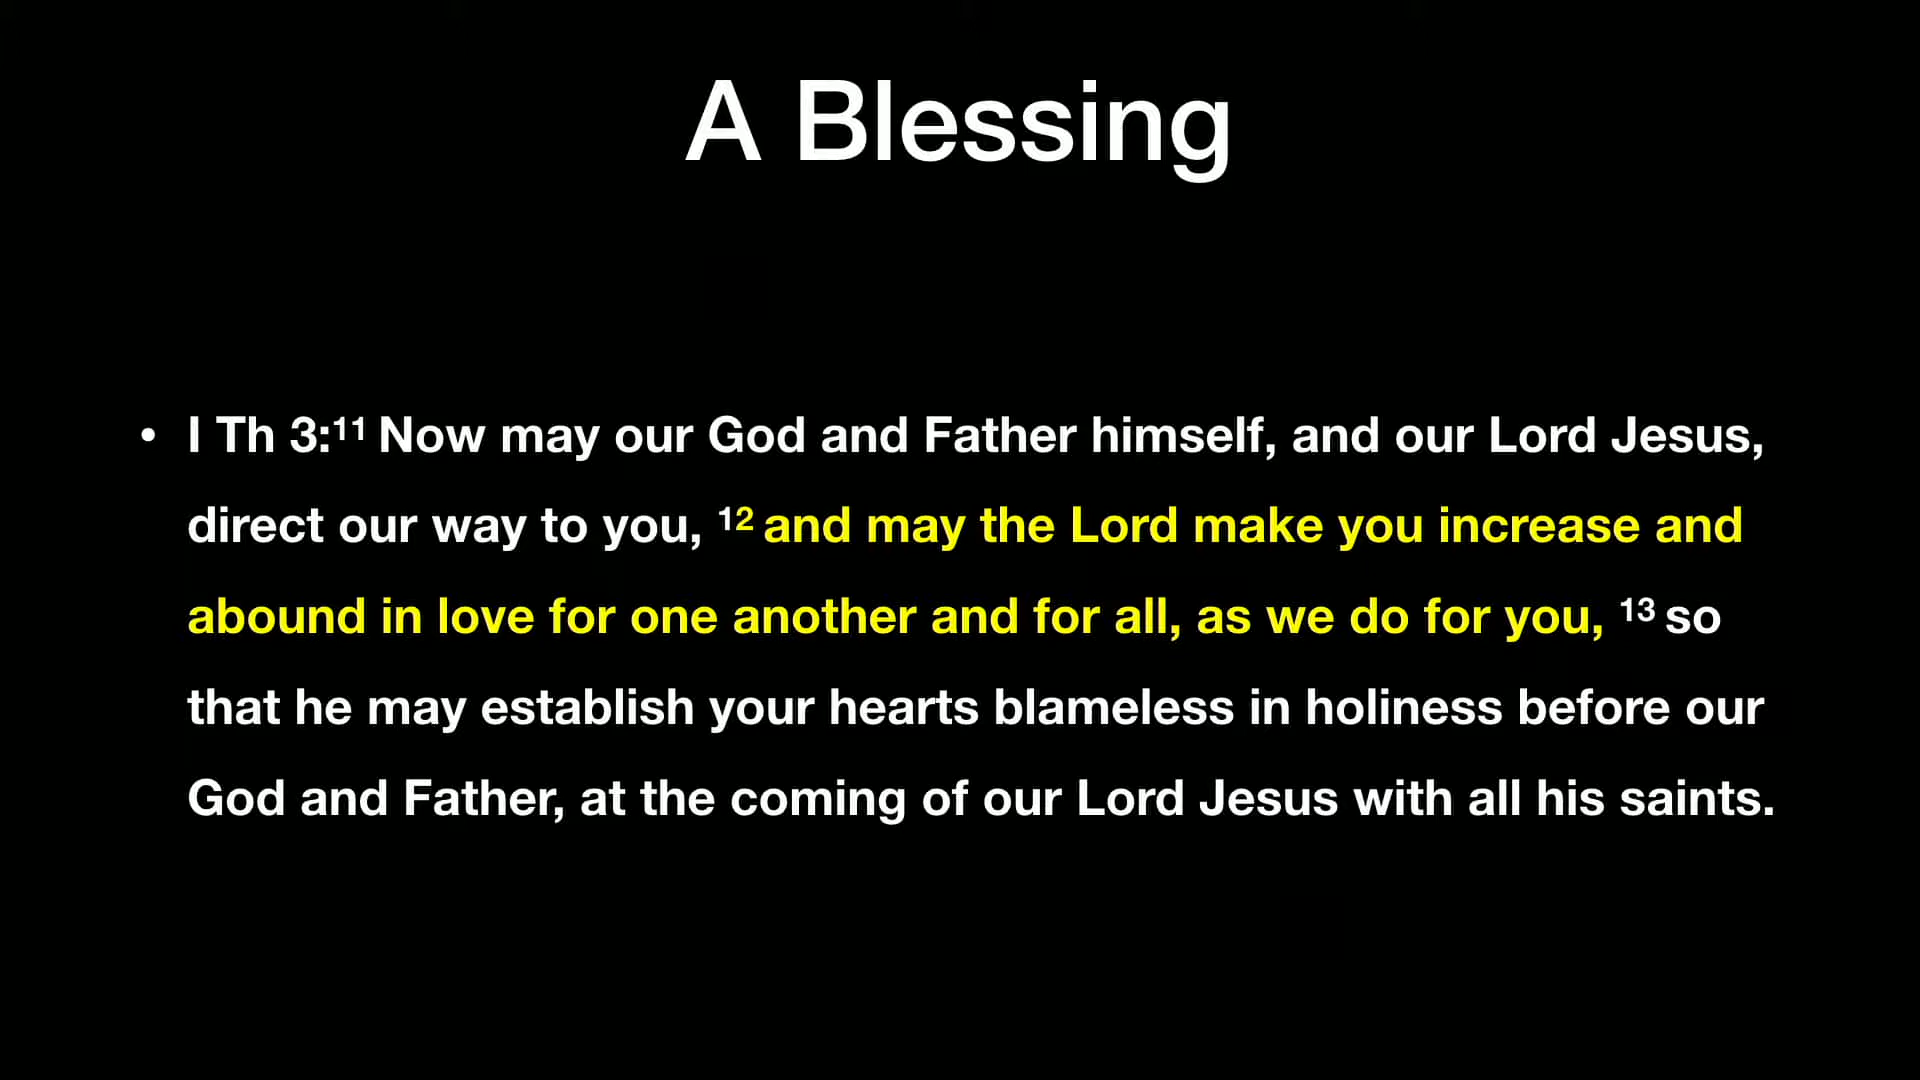 A Blessing
• I Th 3:¹¹ Now may our God and Father himself, and our Lord Jesus,
direct our way to you, ¹² and may the Lord make you increase and
abound in love for one another and for all, as we do for you, ¹³ so
that he may establish your hearts blameless in holiness before our
God and Father, at the coming of our Lord Jesus with all his saints.